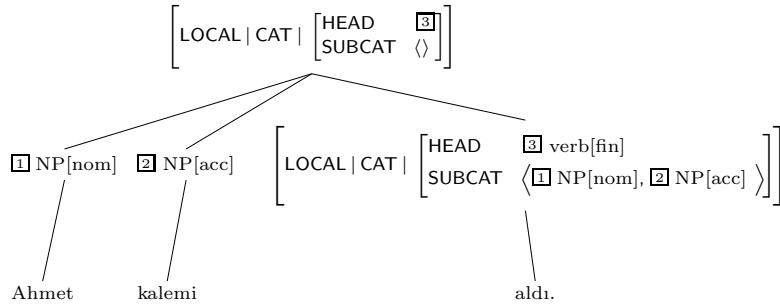 LOCAL | CAT | [HEAD 3
SUBCAT ⟨⟩]
1 NP[nom] 2 NP[acc] LOCAL | CAT | [HEAD 3 verb[fin]
SUBCAT ⟨1 NP[nom], 2 NP[acc] ⟩]
Ahmet kalemi aldı.